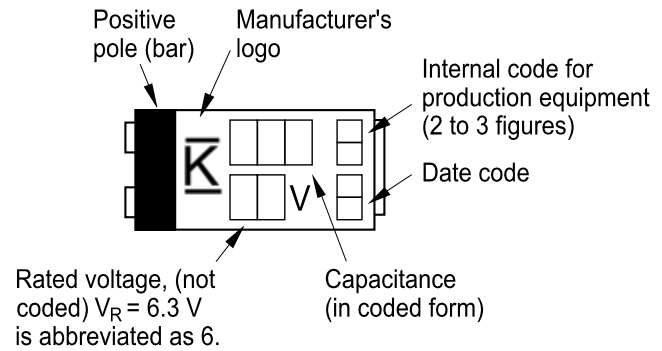 Positive
pole (bar)
Manufacturer's
logo
Internal code for
production equipment
(2 to 3 figures)
K
V
Date code
Rated voltage, (not
coded) VR = 6.3 V
is abbreviated as 6.
Capacitance
(in coded form)